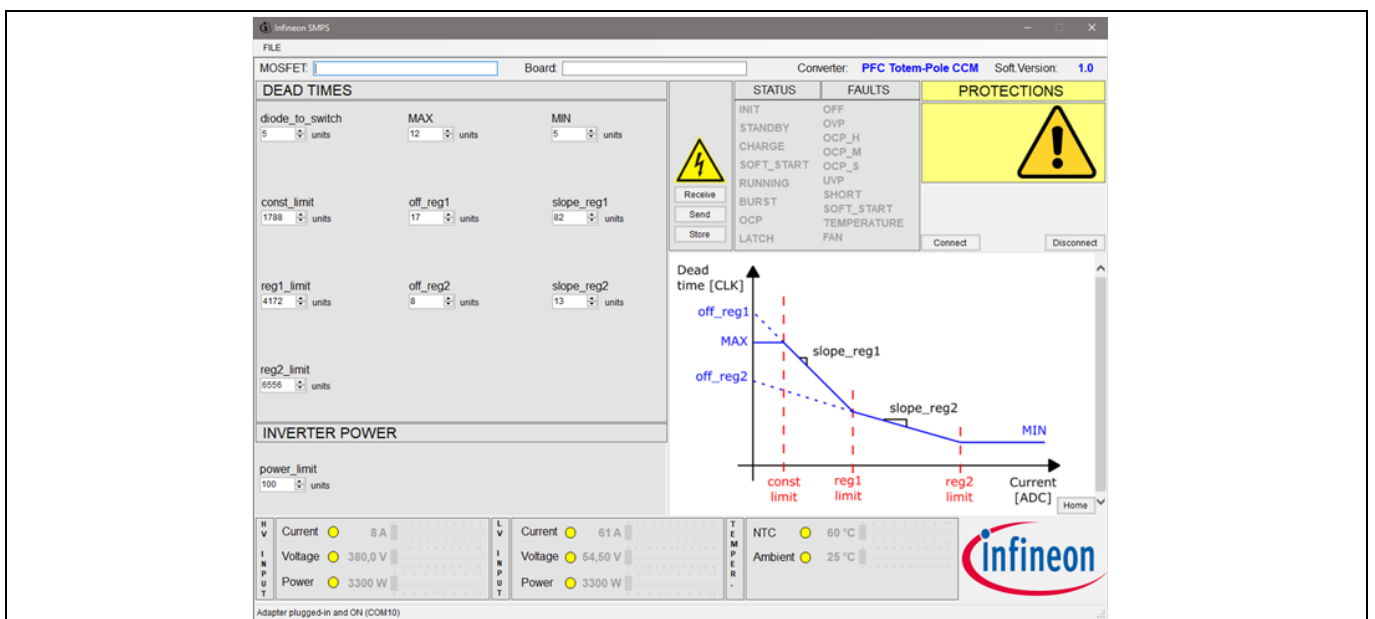 Infineon SMPS
FILE
MOSFET: Board: Converter: PFC Totem-Pole CCM Soft.Version: 1.0
DEAD TIMES
diode_to_switch MAX MIN
5 units 12 units 5 units
const_limit off_reg1 slope_reg1
1788 units 17 units 82 units
reg1_limit off_reg2 slope_reg2
4172 units 8 units 13 units
reg2_limit
6556 units
INVERTER POWER
power_limit
100 units
Receive
Send
Store
STATUS
INIT
STANDBY
CHARGE
SOFT_START
RUNNING
BURST
OCP
LATCH
FAULTS
OFF
OVP
OCP_H
OCP_M
OCP_S
UVP
SHORT
SOFT_START
TEMPERATURE
FAN
PROTECTIONS
Connect Disconnect
Dead
time [CLK]
off_reg1
MAX
slope_reg1
off_reg2
slope_reg2
MIN
const
limit
reg1
limit
reg2
limit
Current
[ADC]
Home
HV INPUT
Current 8 A
Voltage 380,0 V
Power 3300 W
LV INPUT
Current 61 A
Voltage 54,50 V
Power 3300 W
TEMPER.
NTC 60 °C
Ambient 25 °C
infineon
Adapter plugged-in and ON (COM10)